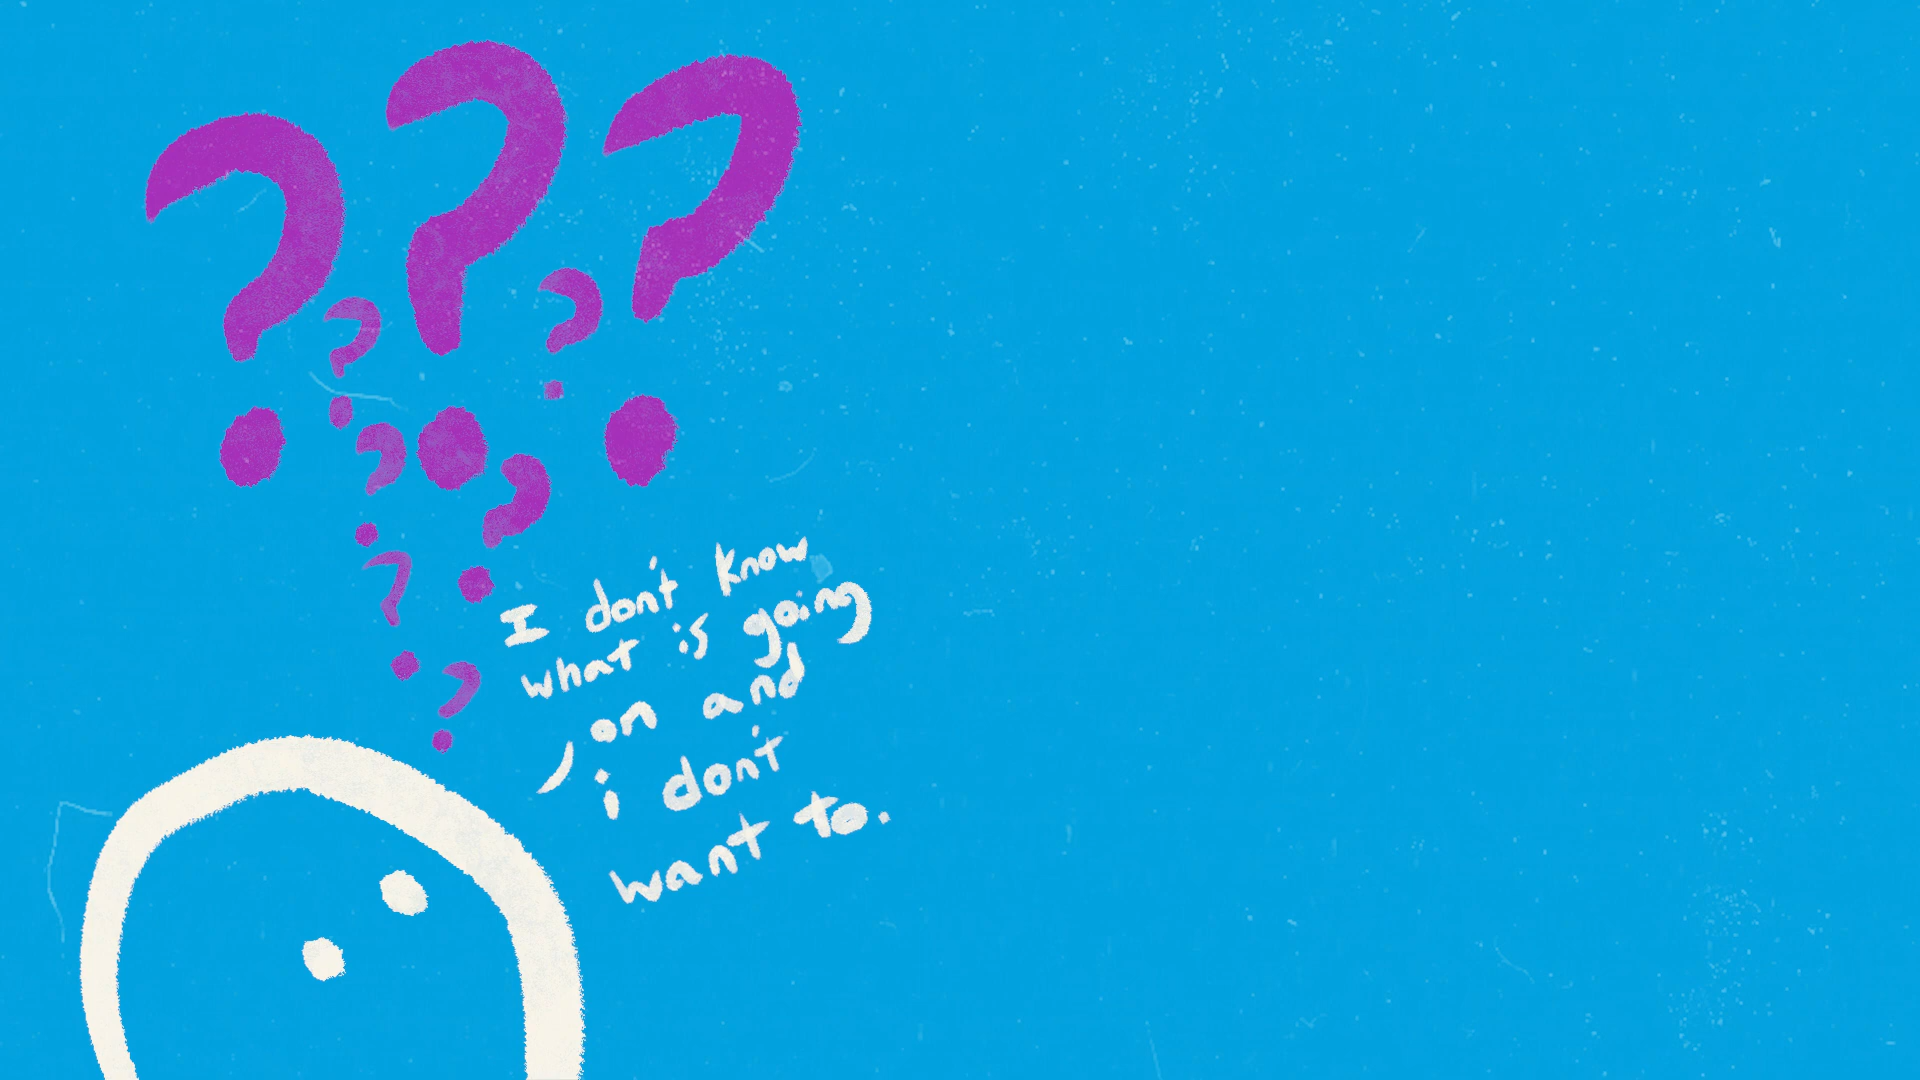 ???
??
??
?
?
I don't know
what is going
on and
i don't
want to.